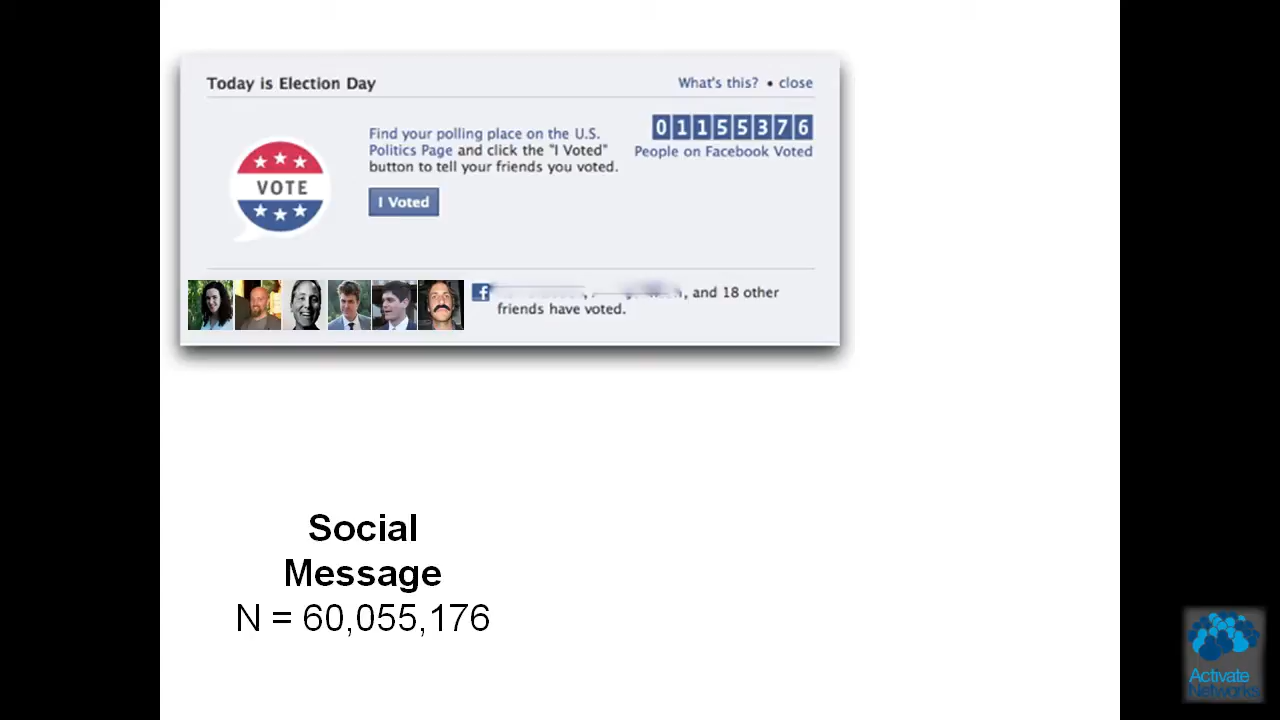 Today is Election Day
What's this? • close
Find your polling place on the U.S.
Politics Page and click the "I Voted"
button to tell your friends you voted.
01155376
People on Facebook Voted
VOTE
I Voted
f
, and 18 other
friends have voted.
Social
Message
N = 60,055,176
Activate
Networks